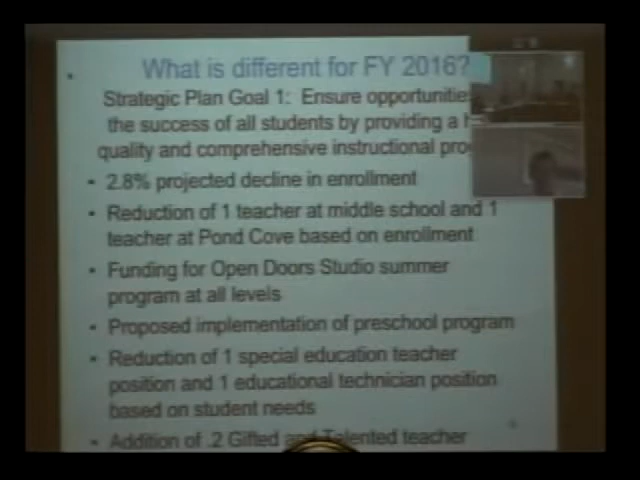 What is different for FY 2016?
Strategic Plan Goal 1: Ensure
the success of all students by providing a
quality and comprehensive instructional
• 2.8% projected decline in enrollment
• Reduction of 1 teacher at middle school and 1
teacher at Pond Cove based on enrollment
• Funding for Open Doors Studio summer
program at all levels
• Proposed implementation of preschool program
• Reduction of 1 special education teacher
position and 1 educational technician position
based on student needs
• Addition of .2 Gifted and Talented teacher